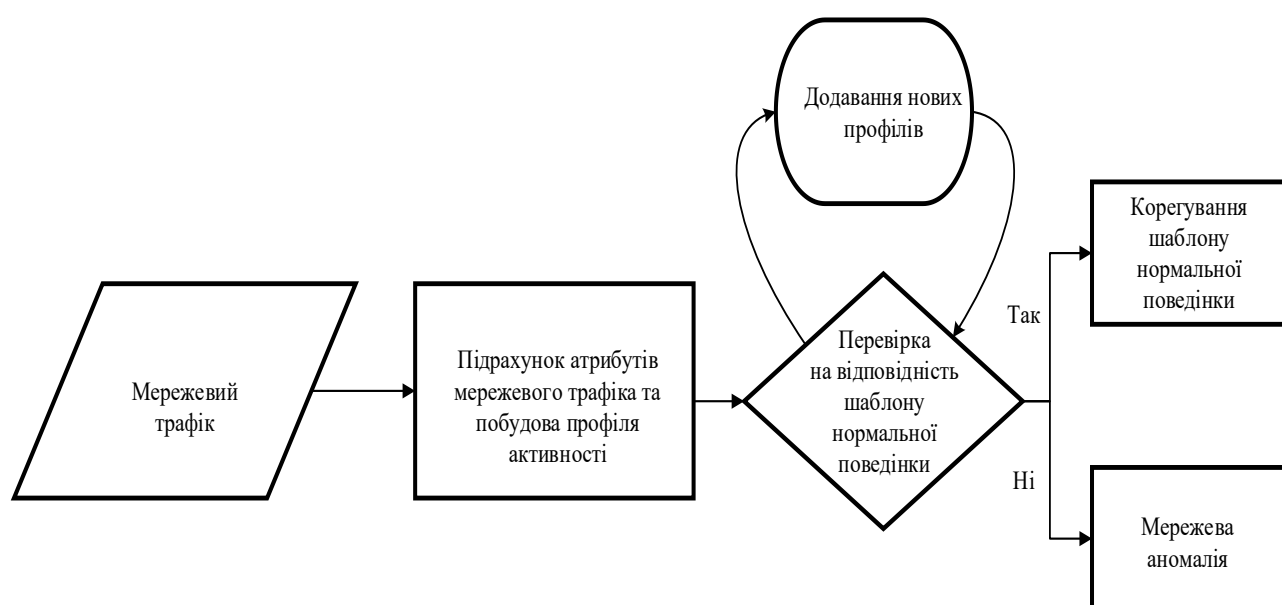 Мережевий
трафік
Підрахунок атрибутів
мережевого трафіка та
побудова профіля
активності
Додавання нових
профілів
Перевірка
на відповідність
шаблону
нормальної
поведінки
Так
Ні
Корегування
шаблону
нормальної
поведінки
Мережева
аномалія